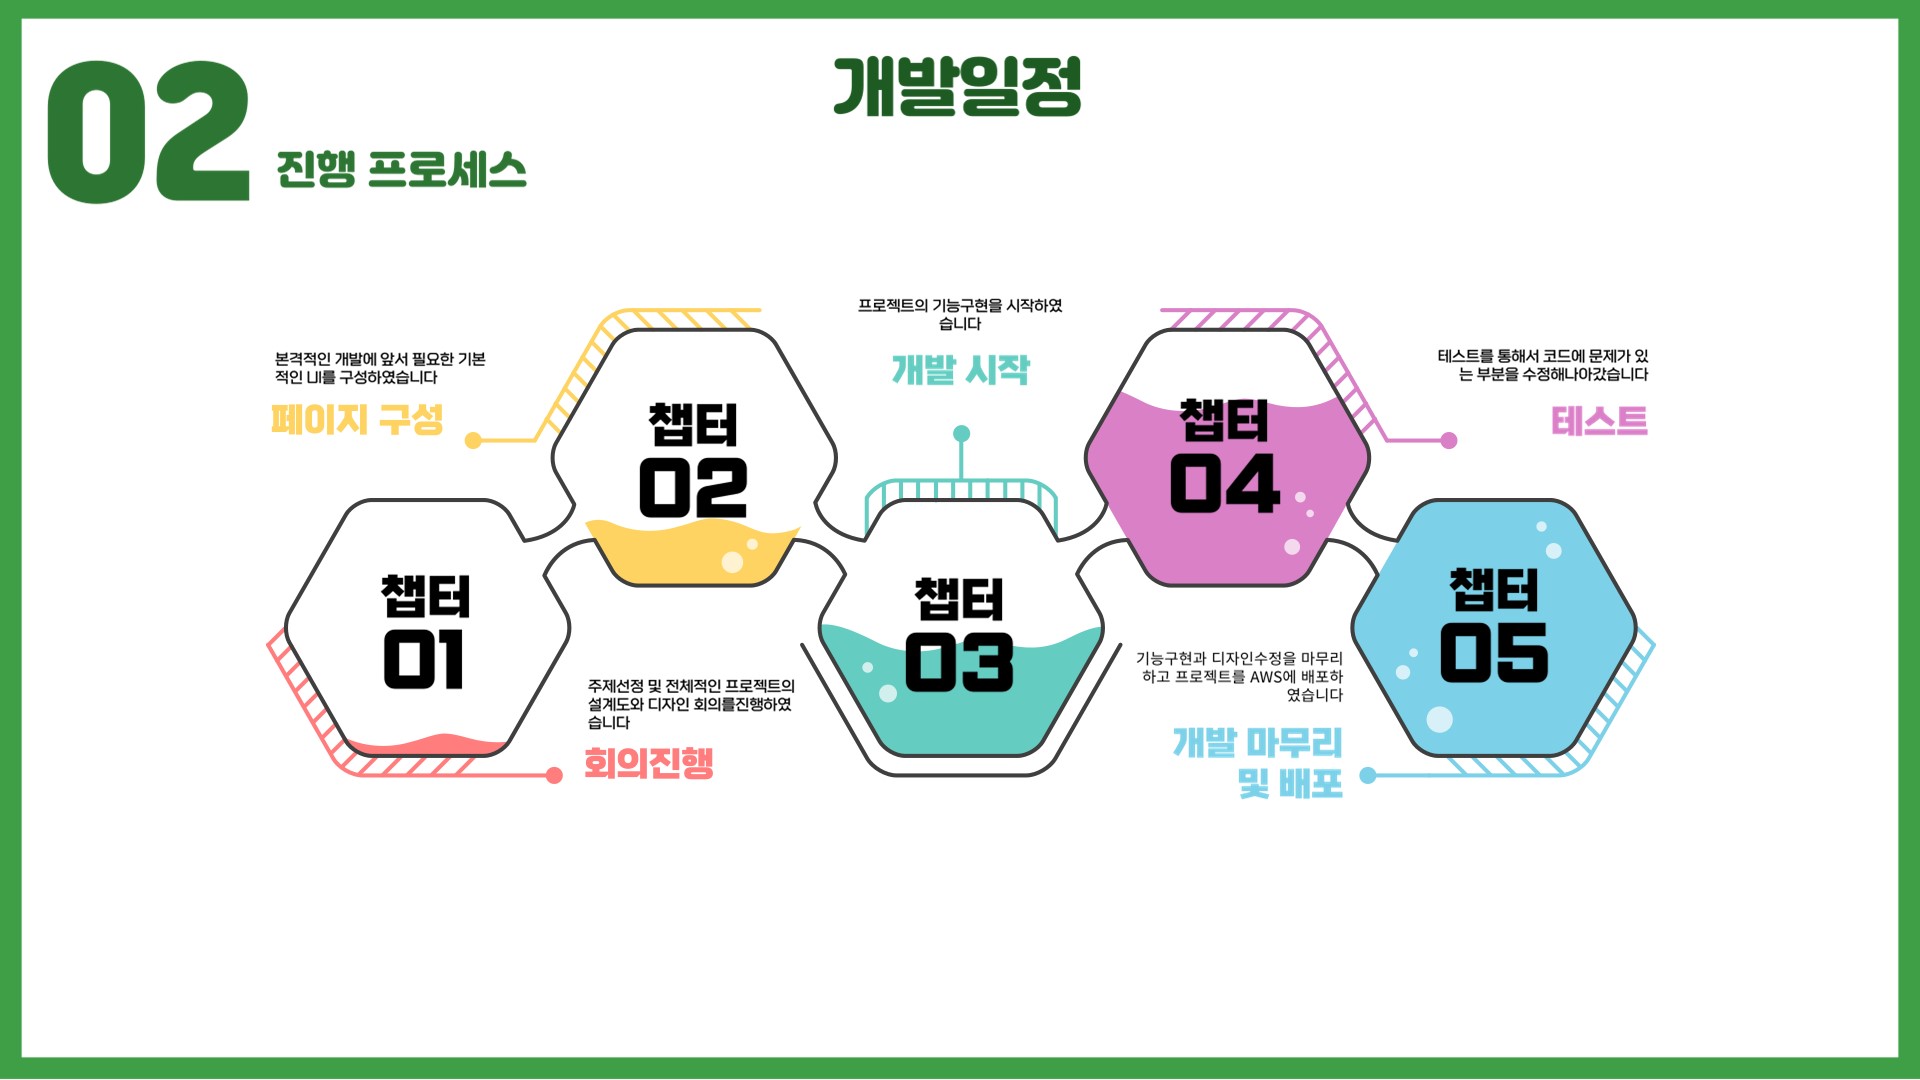 02
진행 프로세스
개발일정
본격적인 개발에 앞서 필요한 기본
적인 UI를 구성하였습니다
페이지 구성
챕터
02
프로젝트의 기능구현을 시작하였
습니다
개발 시작
챕터
04
테스트를 통해서 코드에 문제가 있
는 부분을 수정해나아갔습니다
테스트
챕터
01
주제선정 및 전체적인 프로젝트의
설계도와 디자인 회의를진행하였
습니다
회의진행
챕터
03
기능구현과 디자인수정을 마무리
하고 프로젝트를 AWS에 배포하
였습니다
개발 마무리
및 배포
챕터
05